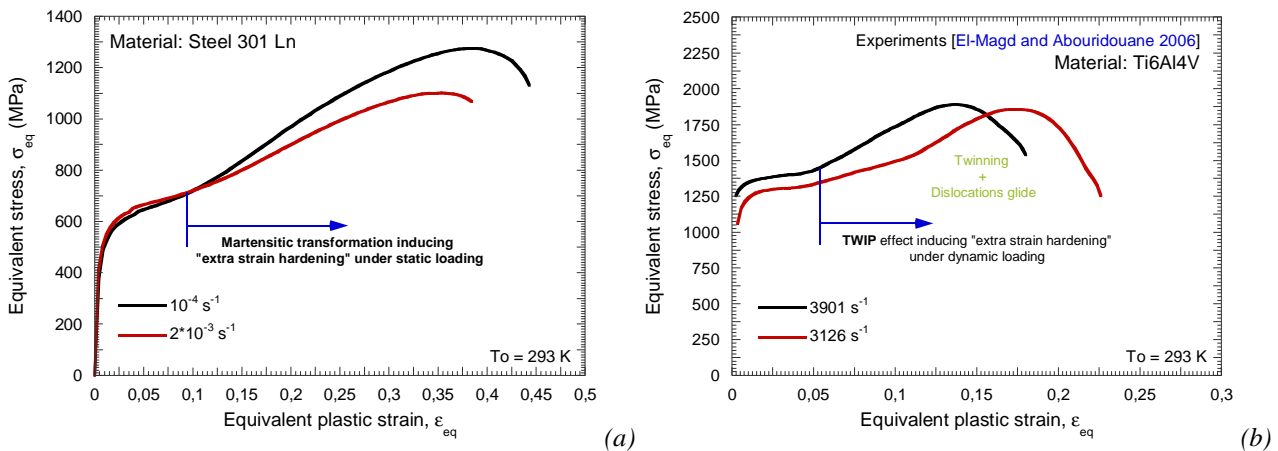 Material: Steel 301 Ln
Equivalent stress, σeq (MPa)
1400
1200
1000
800
600
400
200
0
Martensitic transformation inducing
"extra strain hardening" under static loading
10⁻⁴ s⁻¹
2*10⁻³ s⁻¹
To = 293 K
0 0,05 0,1 0,15 0,2 0,25 0,3 0,35 0,4 0,45 0,5
Equivalent plastic strain, εeq
(a)
Experiments [El-Magd and Abouridouane 2006]
Material: Ti6Al4V
Equivalent stress, σeq (MPa)
2500
2250
2000
1750
1500
1250
1000
750
500
250
0
Twinning
+
Dislocations glide
TWIP effect inducing "extra strain hardening"
under dynamic loading
3901 s⁻¹
3126 s⁻¹
To = 293 K
0 0,05 0,1 0,15 0,2 0,25 0,3
Equivalent plastic strain, εeq
(b)